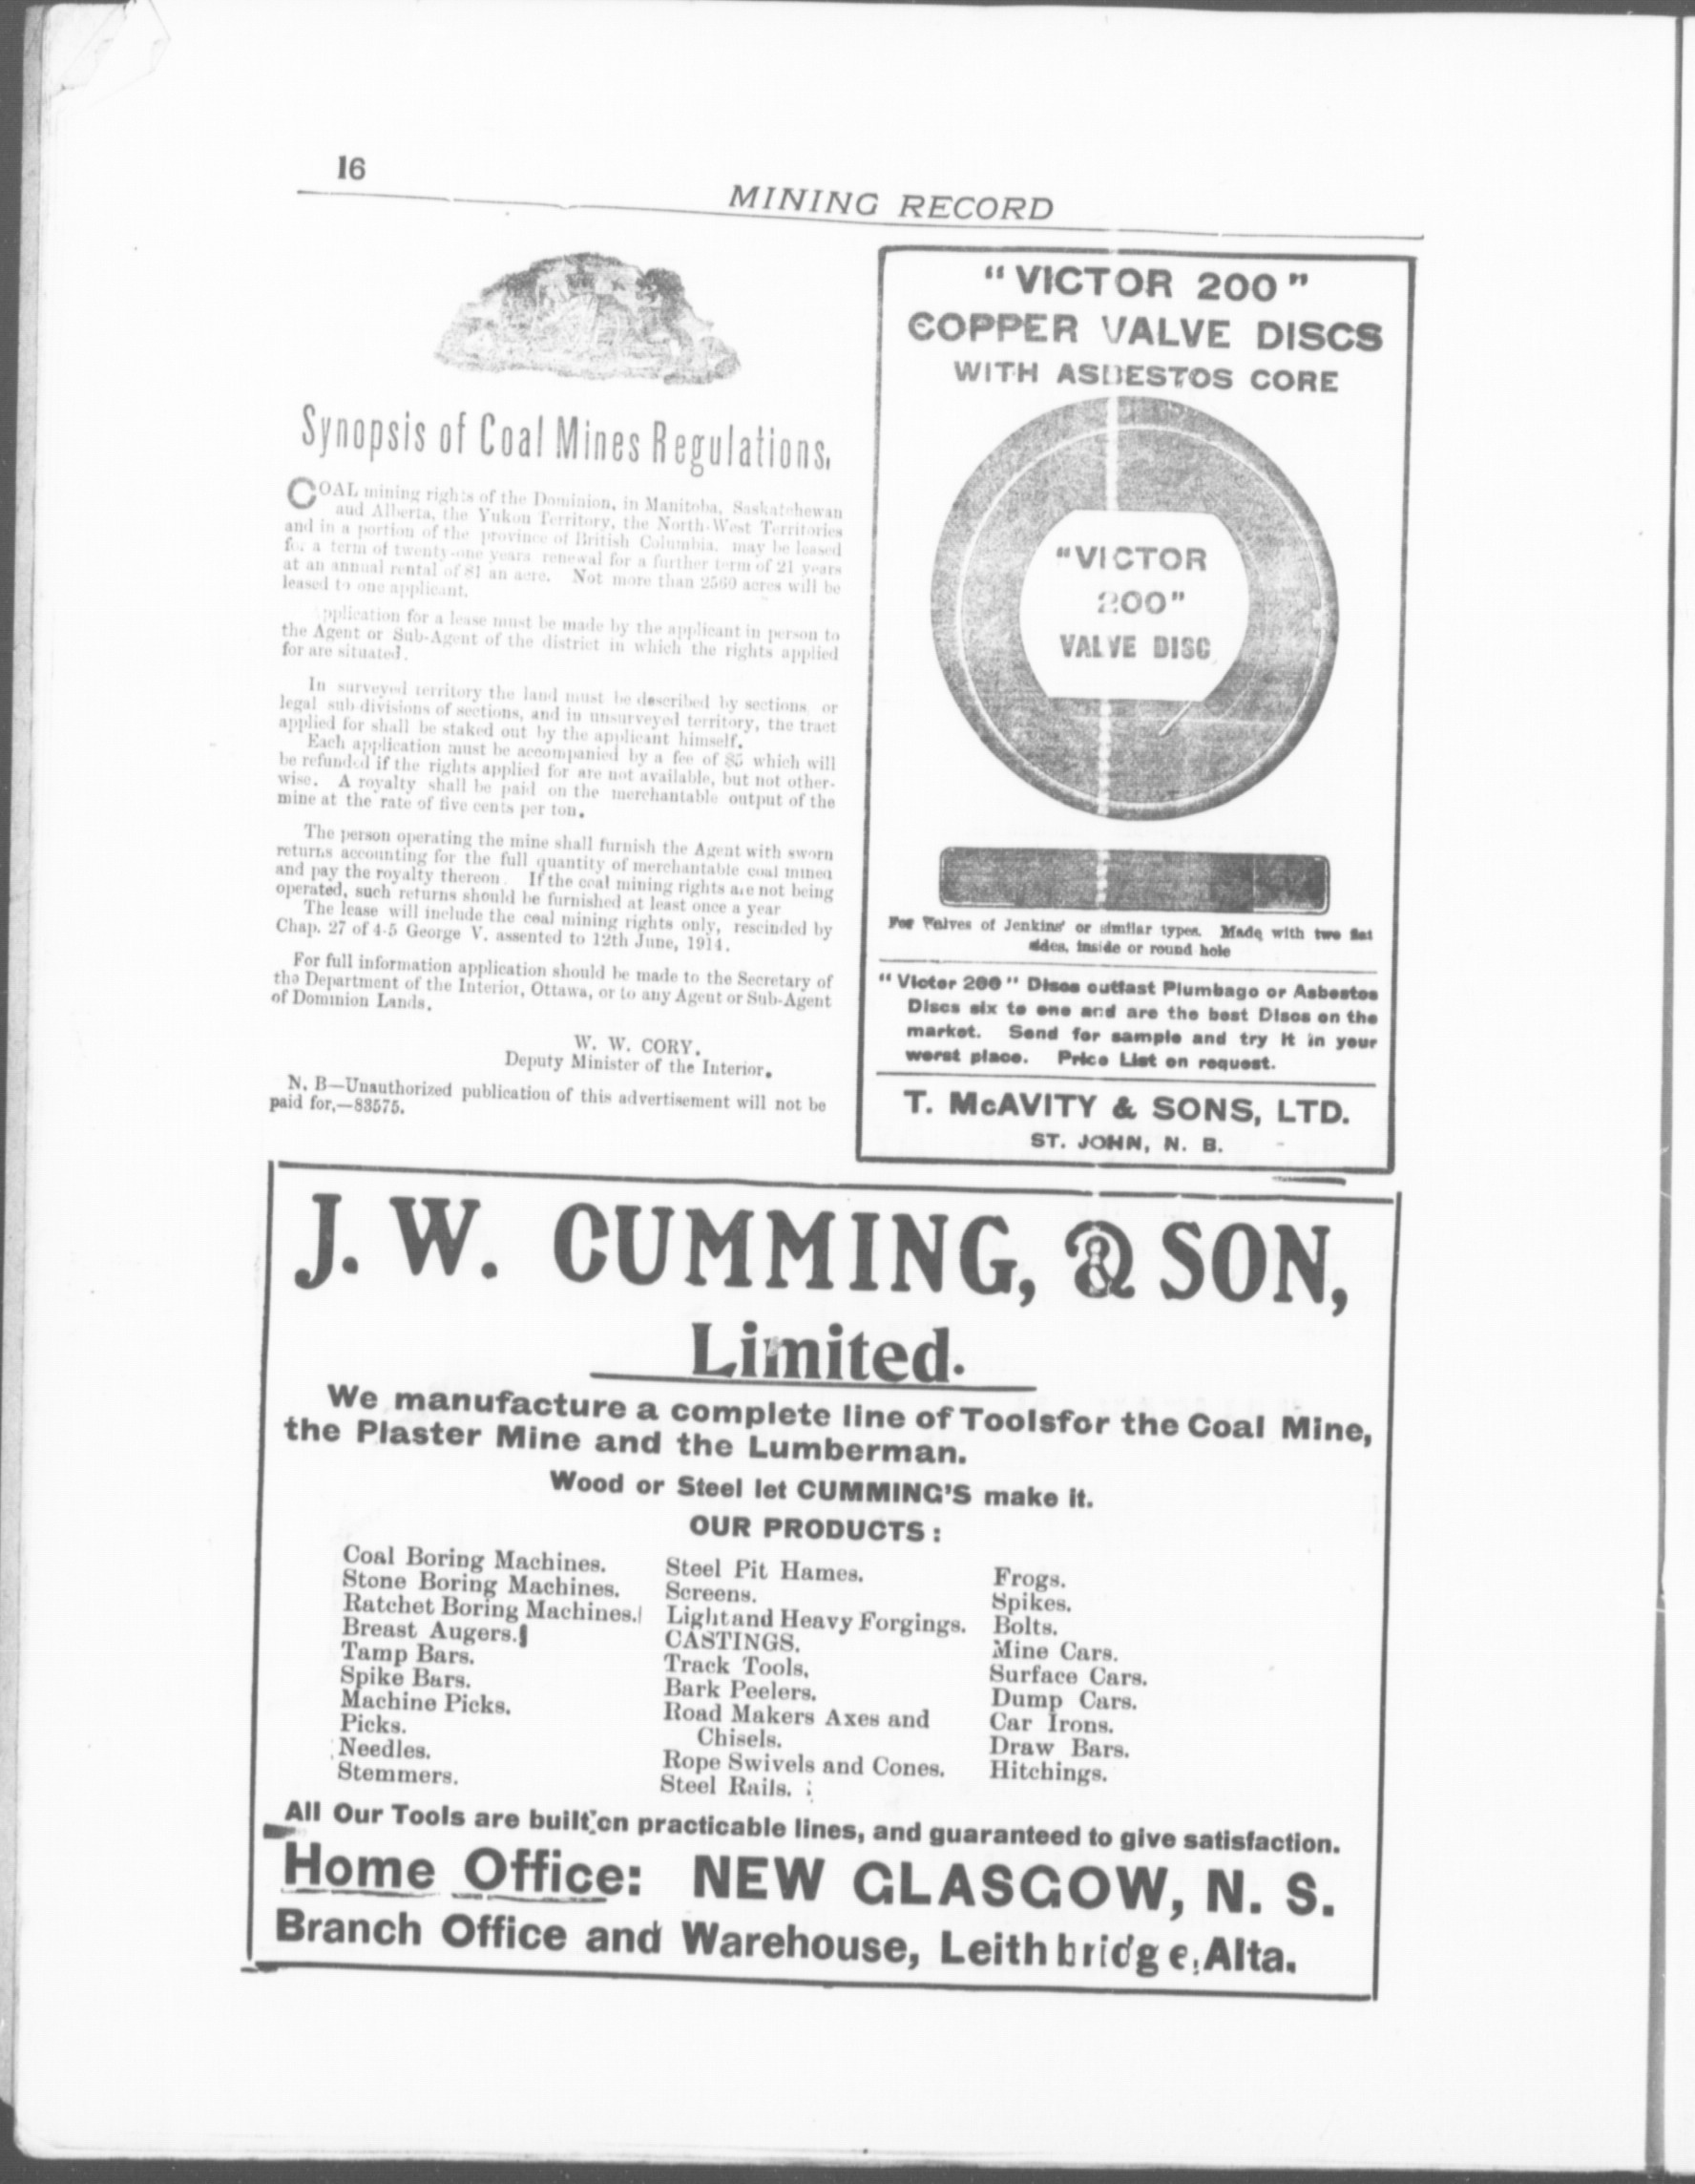 16
MINING RECORD
Synopsis of Coal Mines Regulations.
COAL mining rights of the Dominion, in Manitoba, Saskatchewan
and Alberta, the Yukon Territory, the North-West Territories
and in a portion of the province of British Columbia, may be leased
for a term of twenty-one years renewal for a further term of 21 years
at an annual rental of $1 an acre. Not more than 2560 acres will be
leased to one applicant.
Application for a lease must be made by the applicant in person to
the Agent or Sub-Agent of the district in which the rights applied
for are situated.
In surveyed territory the land must be described by sections or
legal sub-divisions of sections, and in unsurveyed territory, the tract
applied for shall be staked out by the applicant himself.
Each application must be accompanied by a fee of $5 which will
be refunded if the rights applied for are not available, but not other-
wise. A royalty shall be paid on the merchantable output of the
mine at the rate of five cents per ton.
The person operating the mine shall furnish the Agent with sworn
returns accounting for the full quantity of merchantable coal mined
and pay the royalty thereon. If the coal mining rights are not being
operated, such returns should be furnished at least once a year
The lease will include the coal mining rights only, rescinded by
Chap. 27 of 4-5 George V. assented to 12th June, 1914.
For full information application should be made to the Secretary of
the Department of the Interior, Ottawa, or to any Agent or Sub-Agent
of Dominion Lands.
W. W. CORY.
Deputy Minister of the Interior.
N. B—Unauthorized publication of this advertisement will not be
paid for,—83575.
"VICTOR 200"
COPPER VALVE DISCS
WITH ASBESTOS CORE
"VICTOR
200"
VALVE DISC
For Valves of Jenkins' or similar types. Made with two flat
sides, inside or round hole
"Victor 200" Discs outlast Plumbago or Asbestos
Discs six to one and are the best Discs on the
market. Send for sample and try it in your
worst place. Price List on request.
T. McAVITY & SONS, LTD.
ST. JOHN, N. B.
J. W. CUMMING, & SON,
Limited.
We manufacture a complete line of Toolsfor the Coal Mine,
the Plaster Mine and the Lumberman.
Wood or Steel let CUMMING'S make it.
OUR PRODUCTS :
Coal Boring Machines.
Stone Boring Machines.
Ratchet Boring Machines.
Breast Augers.
Tamp Bars.
Spike Bars.
Machine Picks.
Picks.
Needles.
Stemmers.
Steel Pit Hames.
Screens.
Light and Heavy Forgings.
CASTINGS.
Track Tools,
Bark Peelers.
Road Makers Axes and
Chisels.
Rope Swivels and Cones.
Steel Rails.
Frogs.
Spikes.
Bolts.
Mine Cars.
Surface Cars.
Dump Cars.
Car Irons.
Draw Bars.
Hitchings.
All Our Tools are built on practicable lines, and guaranteed to give satisfaction.
Home Office: NEW GLASGOW, N. S.
Branch Office and Warehouse, Leithbridge, Alta.